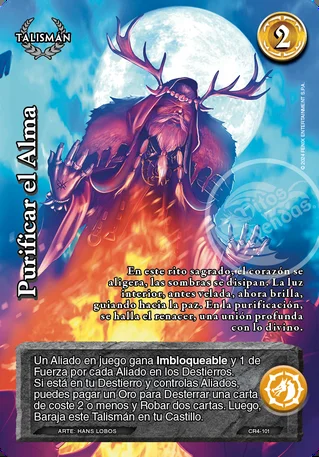 TALISMAN
2
Purificar el Alma
© 2024 FENIX ENTERTAINMENT S.P.A.
En este rito sagrado, el corazón se
aligera, las sombras se disipan. La luz
interior, antes velada, ahora brilla,
guiando hacia la paz. En la purificación,
se halla el renacer, una unión profunda
con lo divino.
Un Aliado en juego gana Imbloqueable y 1 de
Fuerza por cada Aliado en los Destierros.
Si está en tu Destierro y controlas Aliados,
puedes pagar un Oro para Desterrar una carta
de coste 2 o menos y Robar dos cartas. Luego,
Baraja este Talismán en tu Castillo.
ARTE: HANS LOBOS
CR4-101